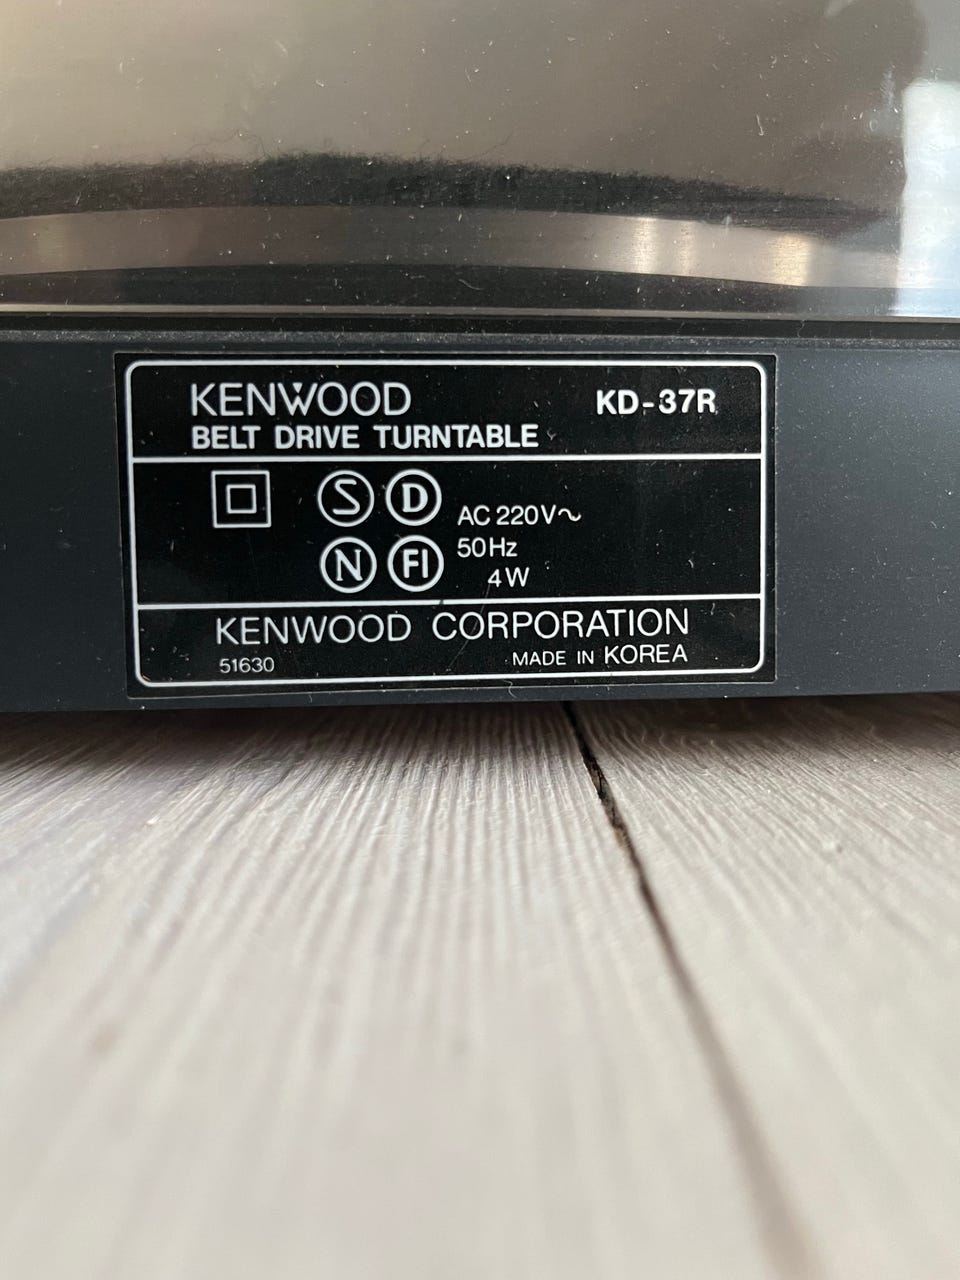 KENWOOD KD-37R
BELT DRIVE TURNTABLE
S D AC 220V~
50Hz
N FI 4W
KENWOOD CORPORATION
51630 MADE IN KOREA